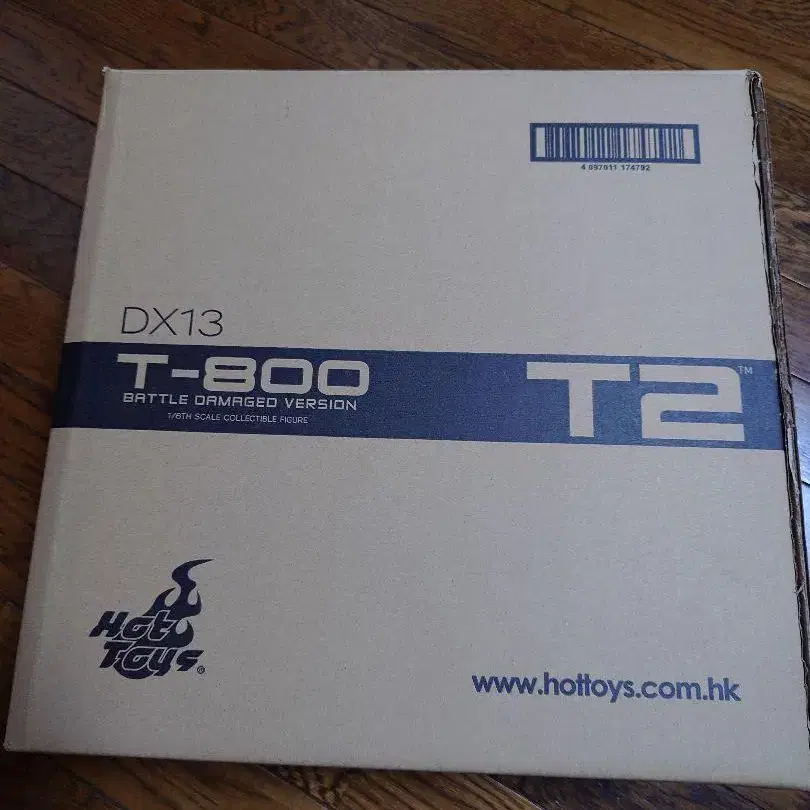 4 897011 174792
DX13
T-800
BATTLE DAMAGED VERSION
1/6TH SCALE COLLECTIBLE FIGURE
T2™
Hot
Toys®
www.hottoys.com.hk